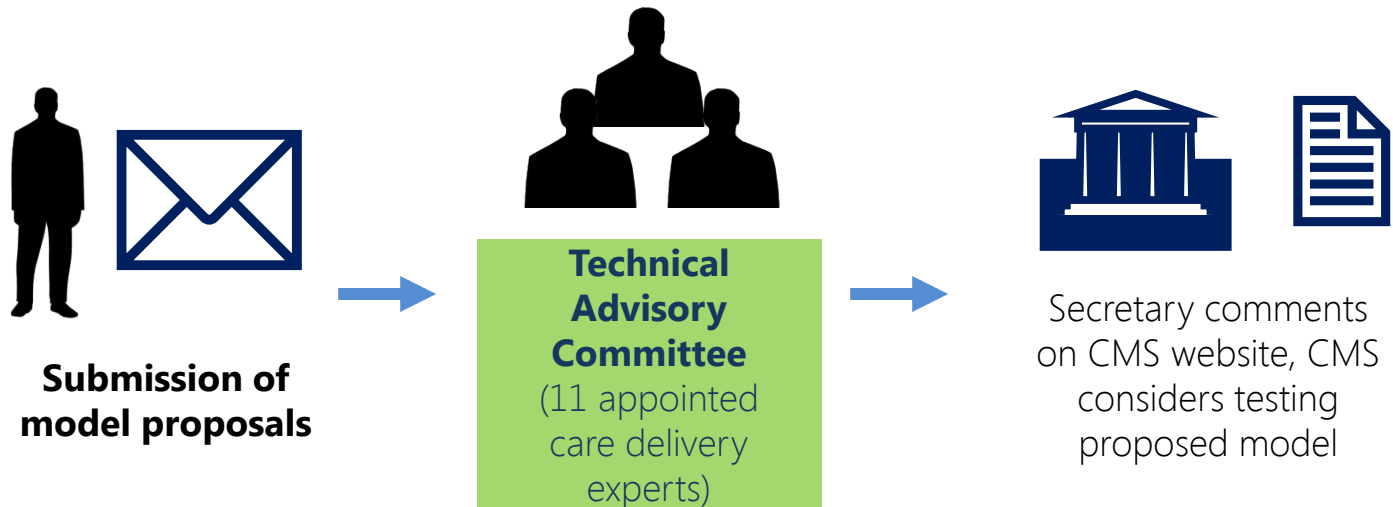 Submission of
model proposals
Technical
Advisory
Committee
(11 appointed
care delivery
experts)
Secretary comments
on CMS website, CMS
considers testing
proposed model